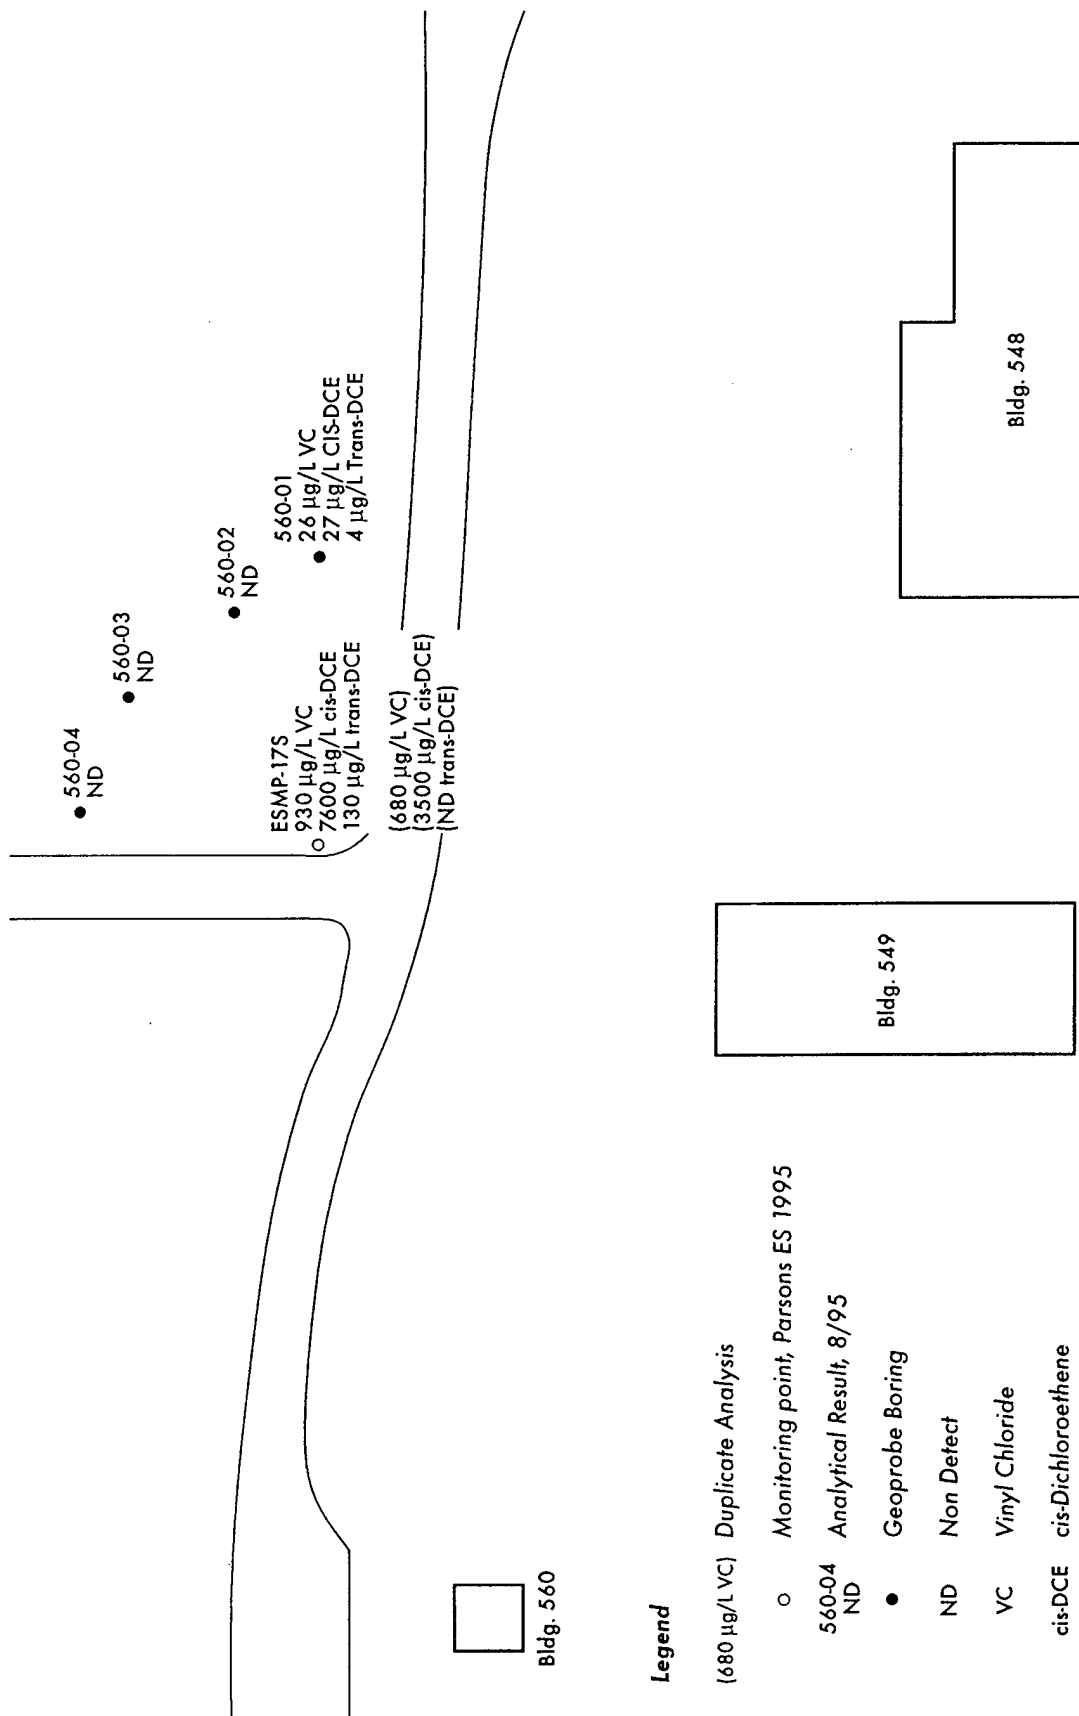 560-04
ND
560-03
ND
560-02
ND
560-01
26 µg/L VC
27 µg/L CIS-DCE
4 µg/L Trans-DCE
ESMP-17S
930 µg/L VC
7600 µg/L cis-DCE
130 µg/L trans-DCE
(680 µg/L VC)
(3500 µg/L cis-DCE)
(ND trans-DCE)
Bldg. 560
Bldg. 549
Bldg. 548
Legend
(680 µg/L VC) Duplicate Analysis
Monitoring point, Parsons ES 1995
560-04 Analytical Result, 8/95
ND
Geoprobe Boring
ND Non Detect
VC Vinyl Chloride
cis-DCE cis-Dichloroethene